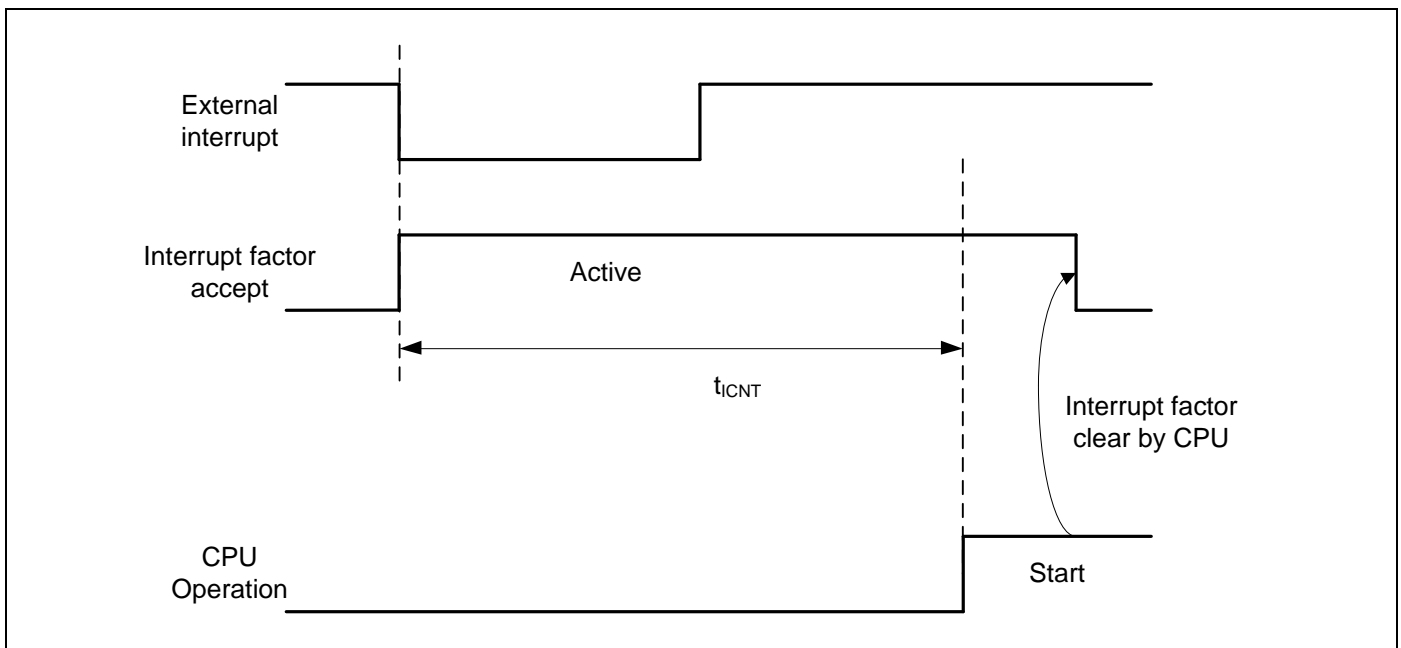 External
interrupt
Interrupt factor
accept
Active
tICNT
Interrupt factor
clear by CPU
CPU
Operation
Start